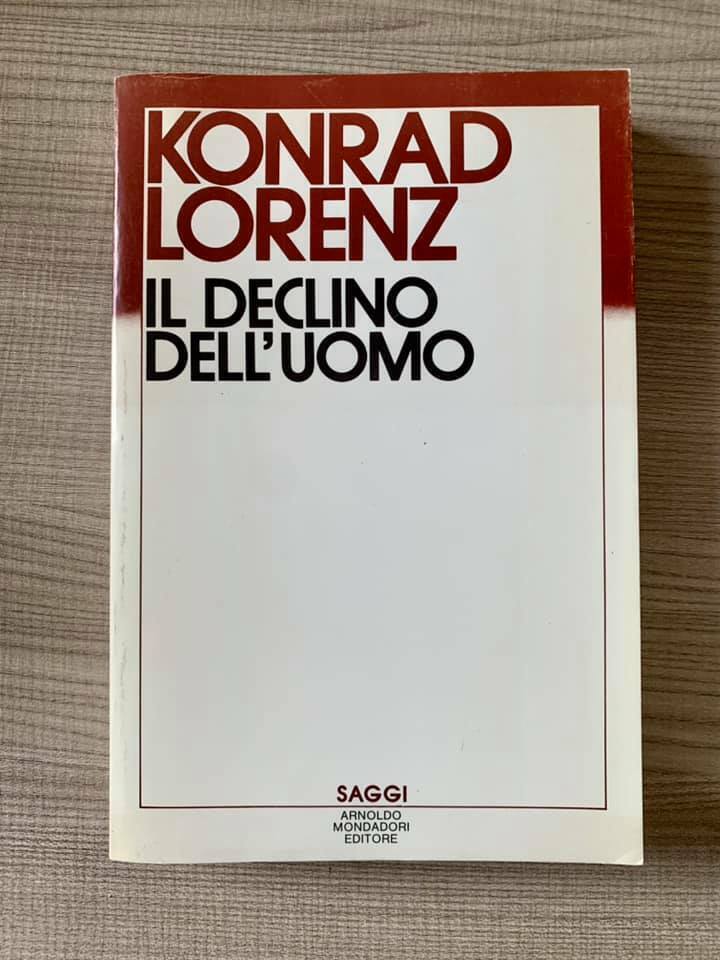 KONRAD
LORENZ
IL DECLINO
DELL'UOMO
SAGGI
ARNOLDO
MONDADORI
EDITORE